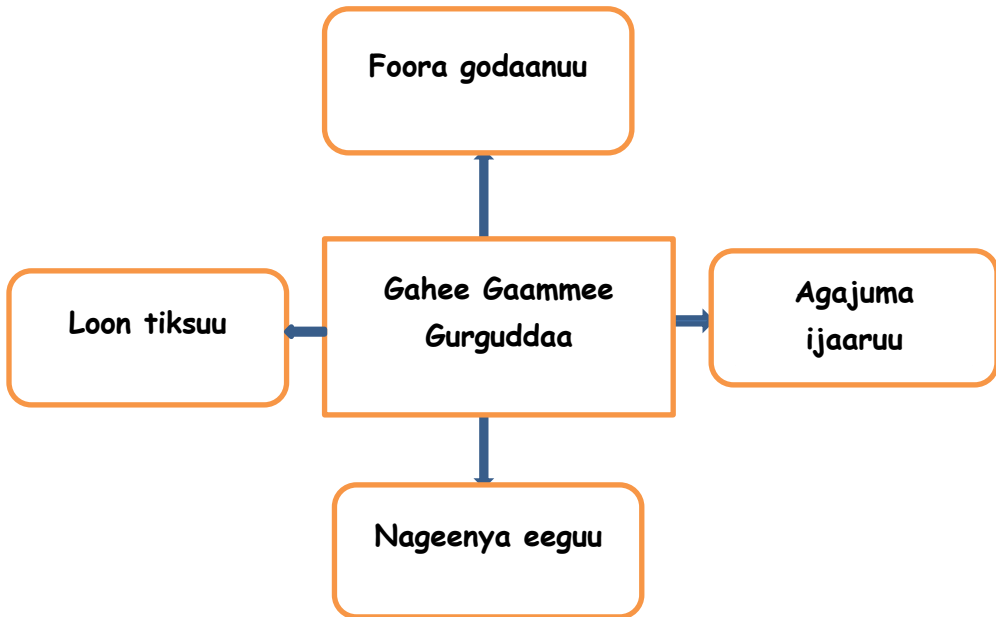 Foora godaanuu
Gahee Gaammee
Gurguddaa
Loon tiksuu
Agajuma
ijaaruu
Nageenya eeguu